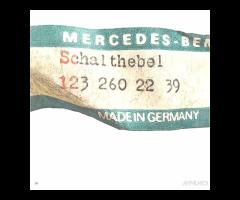 MERCEDES-BEN
Schalthebel
123 260 22 39
MADE IN GERMANY